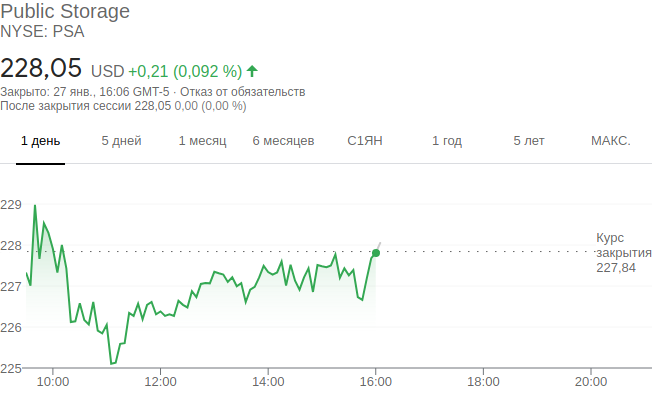 Public Storage
NYSE: PSA
228,05 USD +0,21 (0,092 %)
Закрыто: 27 янв., 16:06 GMT-5 · Отказ от обязательств
После закрытия сессии 228,05 0,00 (0,00 %)
1 день 5 дней 1 месяц 6 месяцев С1ЯН 1 год 5 лет МАКС.
229
228
227
226
225
Курс
закрытия
227,84
10:00 12:00 14:00 16:00 18:00 20:00